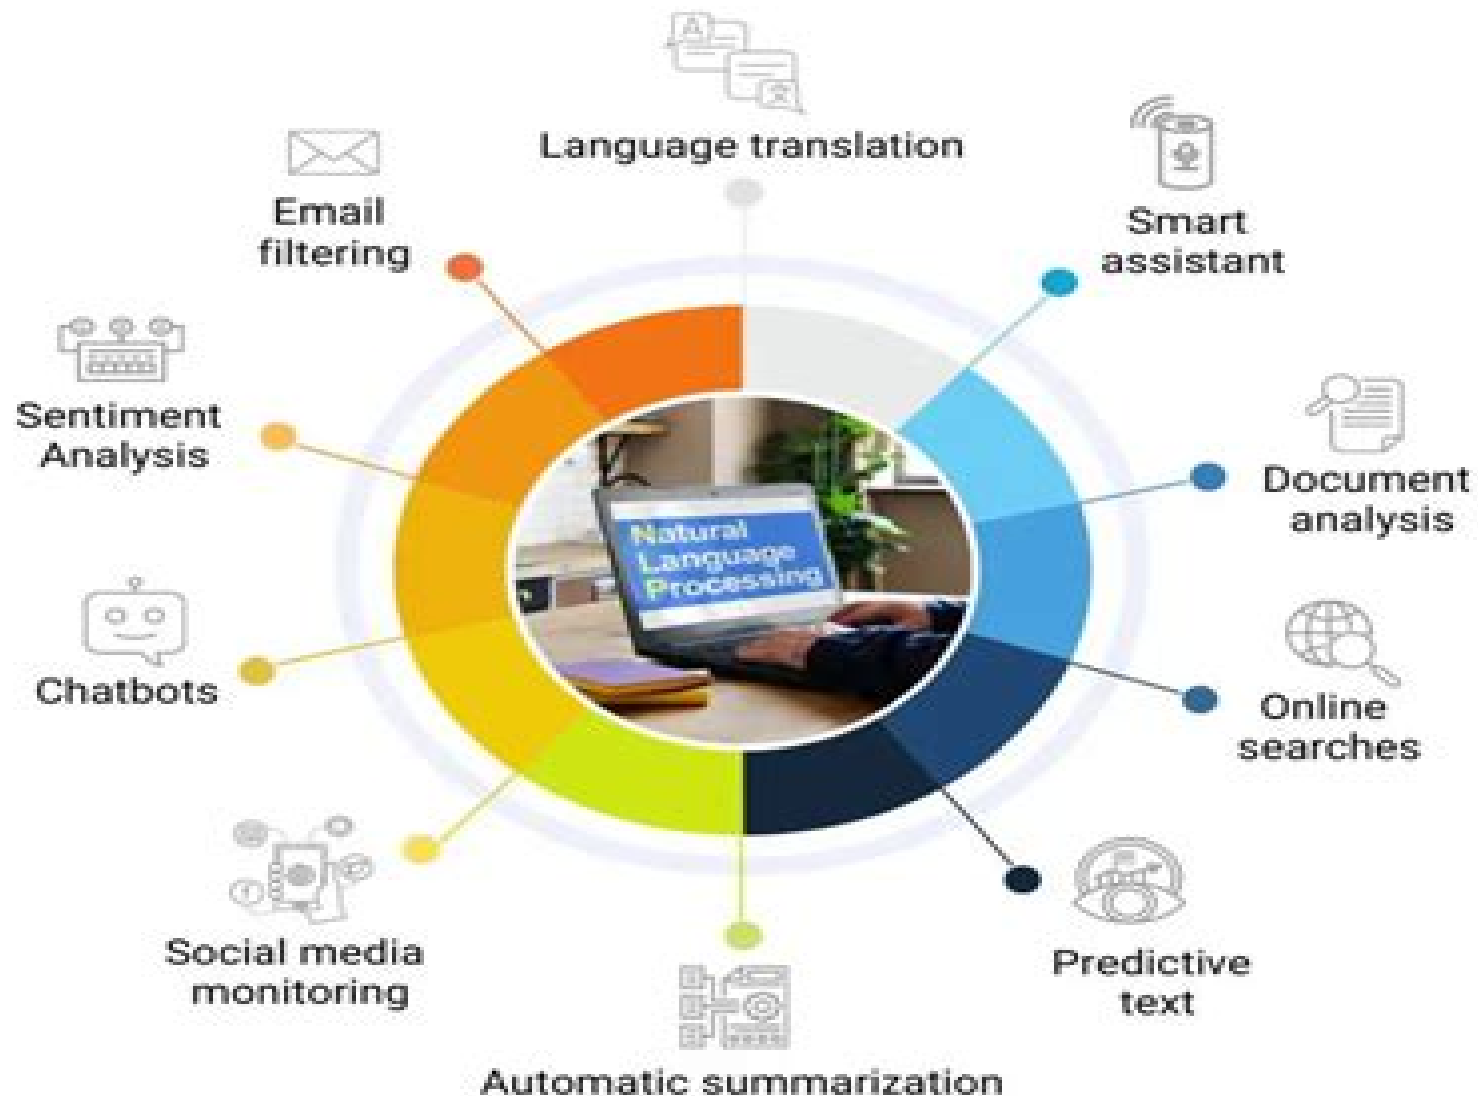 Language translation
Smart
assistant
Document
analysis
Online
searches
Predictive
text
Automatic summarization
Social media
monitoring
Chatbots
Sentiment
Analysis
Email
filtering
Natural
Language
Processing
A